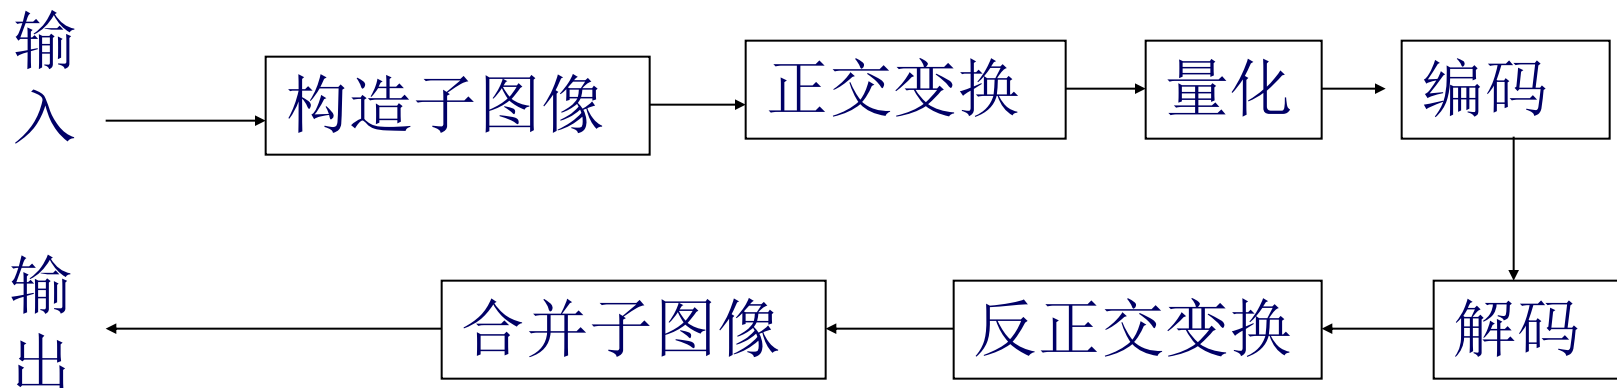 输入
构造子图像
正交变换
量化
编码
输出
合并子图像
反正交变换
解码